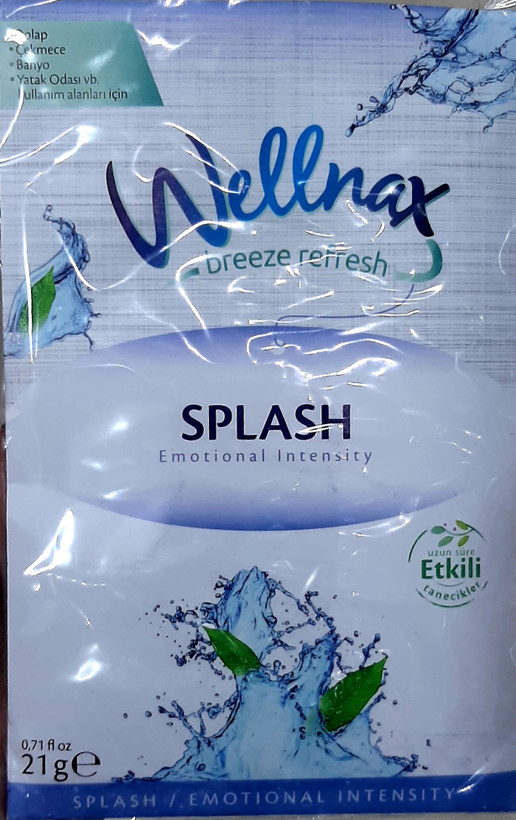 Dolap
• Çekmece
• Banyo
• Yatak Odası vb.
kullanım alanları için
Wellnax
breeze refresh
SPLASH
Emotional Intensity
uzun süre
Etkili
tanecikler
0,71 fl oz
21 g e
SPLASH / EMOTIONAL INTENSITY